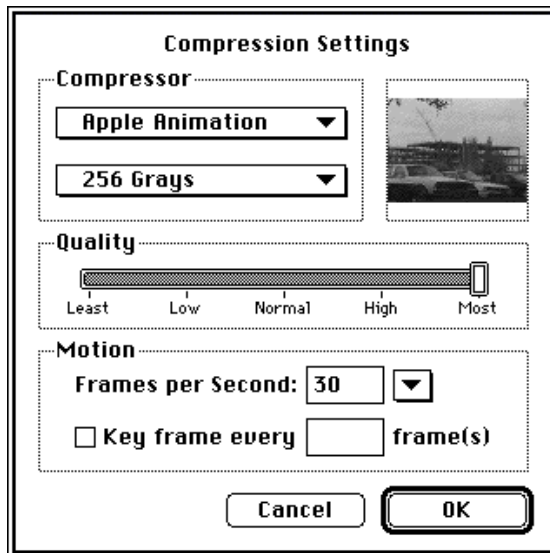 Compression Settings
Compressor
Apple Animation
256 Grays
Quality
Least Low Normal High Most
Motion
Frames per Second: 30
Key frame every frame(s)
Cancel OK